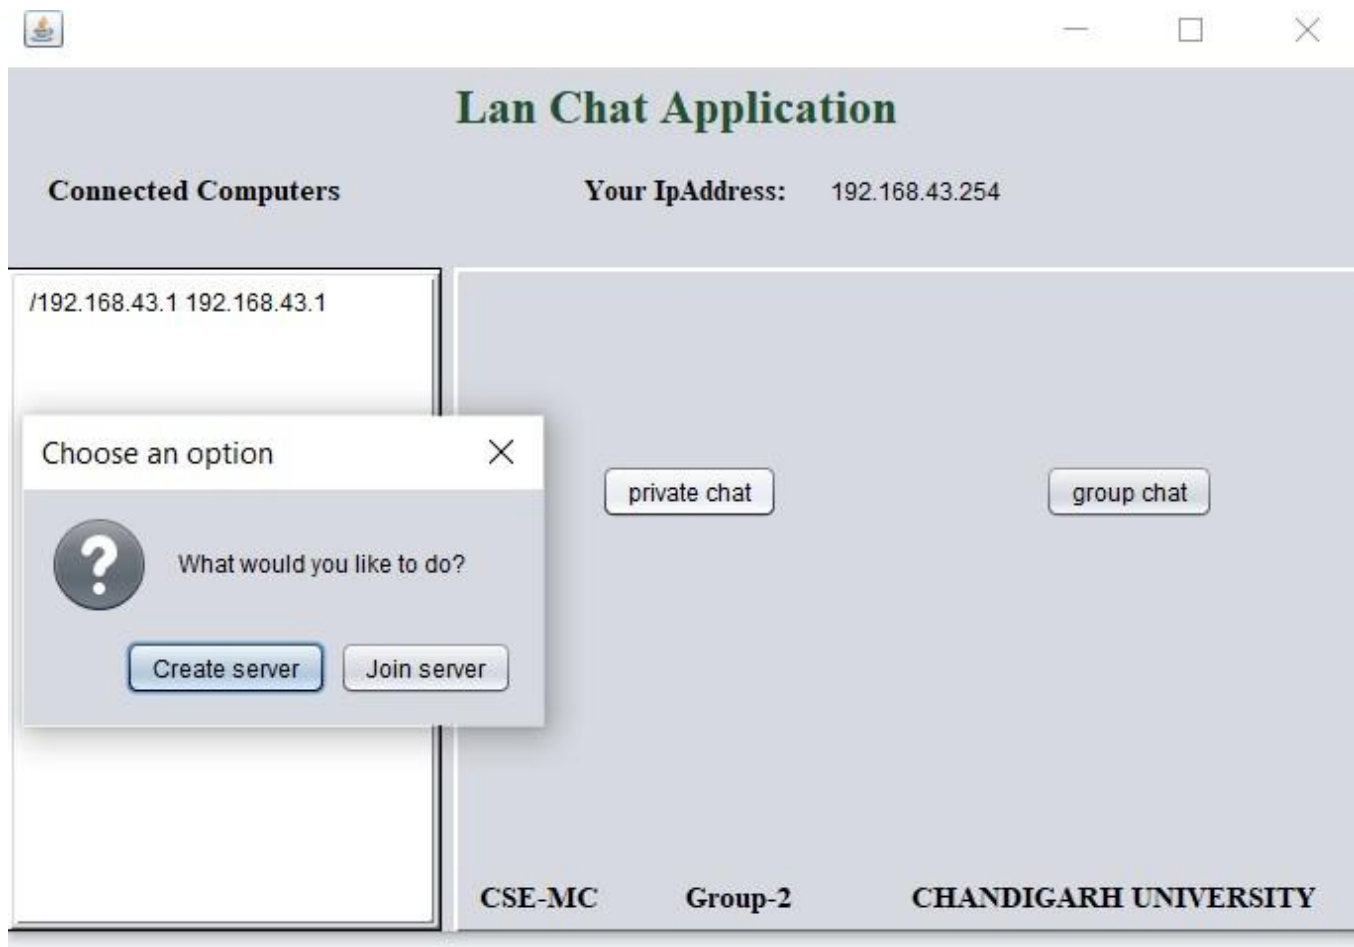 Lan Chat Application
Connected Computers
Your IpAddress: 192.168.43.254
/192.168.43.1 192.168.43.1
Choose an option
What would you like to do?
Create server
Join server
private chat
group chat
CSE-MC Group-2 CHANDIGARH UNIVERSITY